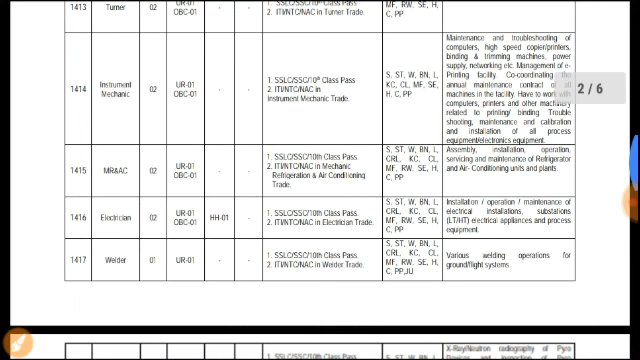 1413 Turner 02 UR-01 OBC-01 - - 2. ITI/NTC/NAC in Turner Trade. MF, RW, SE, H, C, PP
1414 Instrument Mechanic 02 UR-01 OBC-01 - -
1. SSLC/SSC/10th Class Pass
2. ITI/NTC/NAC in
Instrument Mechanic Trade.
S, ST, W, BN, L,
KC, CL, MF, SE,
H, C, PP
Maintenance and troubleshooting of
computers, high speed copier/printers,
binding & trimming machines, power
supply, networking etc. Management of e-
Printing facility. Co-coordinating the
annual maintenance contract of all
machines in the facility. Have to work with
computers, printers and other machinery
related to printing/ binding. Trouble
shooting, maintenance and calibration
and installation of all process
equipment/electronics equipment.
2 / 6
1415 MR&AC 02 UR-01 OBC-01 - -
1. SSLC/SSC/10th Class Pass.
2. ITI/NTC/NAC in Mechanic
Refrigeration & Air Conditioning
Trade.
S, ST, W, BN, L,
CRL, KC, CL,
MF, RW, SE, H,
C, PP
Assembly, installation, operation,
servicing and maintenance of Refrigerator
and Air- Conditioning units and plants.
1416 Electrician 02 UR-01 OBC-01 HH-01 -
1. SSLC/SSC/10th Class Pass.
2. ITI/NTC/NAC in Electrician Trade.
S, ST, W, BN, L,
CRL, KC, CL,
MF, RW, SE, H,
C, PP
Installation / operation / maintenance of
electrical installations, substations
(LT/HT) electrical appliances and process
equipment.
1417 Welder 01 UR-01 - -
1. SSLC/SSC/10th Class Pass.
2. ITI/NTC/NAC in Welder Trade.
S, ST, W, BN, L,
CRL, KC, CL,
MF, RW, SE, H,
C, PP,JU
Various welding operations for
ground/flight systems.
X-Ray/Neutron radiography of Pyro